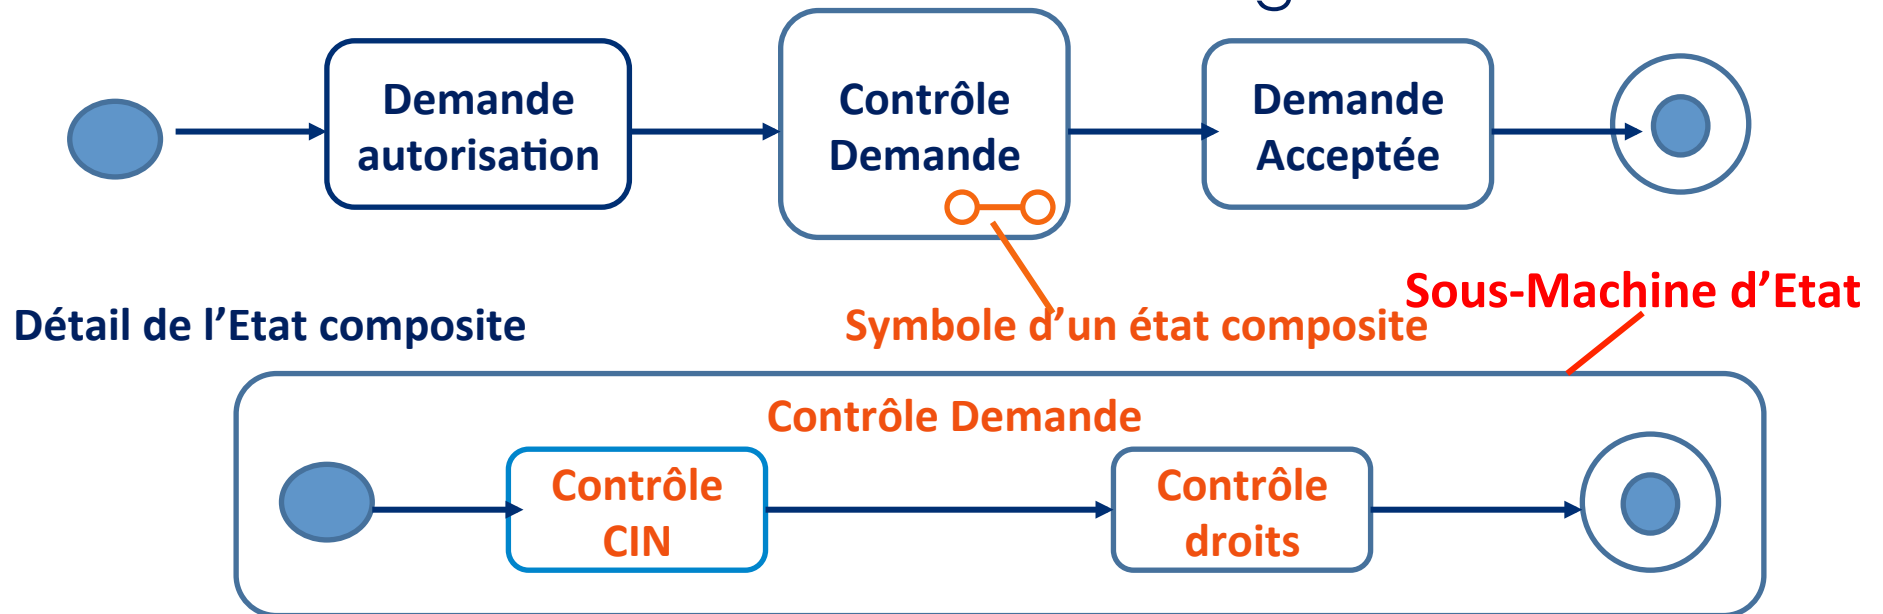 Demande
autorisation
Contrôle
Demande
Demande
Acceptée
Sous-Machine d’Etat
Détail de l’Etat composite
Symbole d’un état composite
Contrôle Demande
Contrôle
CIN
Contrôle
droits